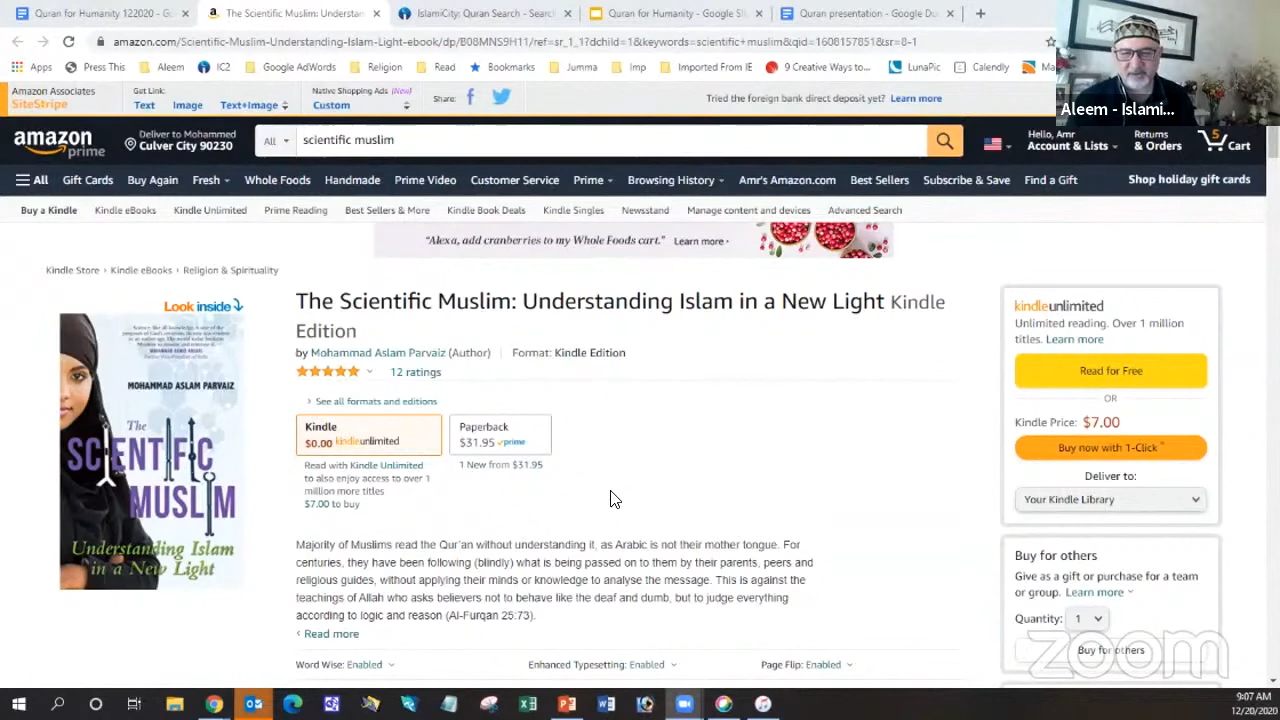 Quran for Humanity 122020 - Go
The Scientific Muslim: Understan
IslamiCity: Quran Search - Searc
Quran for Humanity - Google Sli
Quran presentation - Google Do
amazon.com/Scientific-Muslim-Understanding-Islam-Light-ebook/dp/B08MNS9H11/ref=sr_1_1?dchild=1&keywords=scientific+muslim&qid=1608157851&sr=8-1
Apps Press This Aleem IC2 Google AdWords Religion Read Bookmarks Jumma Imp Imported From IE 9 Creative Ways to... LunaPic Calendly Ma
Aleem - Islami...
Amazon Associates
SiteStripe
Get Link:
Text Image Text+Image
Native Shopping Ads (New)
Custom
Share:
Tried the foreign bank direct deposit yet? Learn more
amazon
prime
Deliver to Mohammed
Culver City 90230
All
scientific muslim
Hello, Amr
Account & Lists
Returns
& Orders
5
Cart
All Gift Cards Buy Again Fresh Whole Foods Handmade Prime Video Customer Service Prime Browsing History Amr's Amazon.com Best Sellers Subscribe & Save Find a Gift Shop holiday gift cards
Buy a Kindle Kindle eBooks Kindle Unlimited Prime Reading Best Sellers & More Kindle Book Deals Kindle Singles Newsstand Manage content and devices Advanced Search
“Alexa, add cranberries to my Whole Foods cart.” Learn more ›
Kindle Store › Kindle eBooks › Religion & Spirituality
Look inside
MOHAMMAD ASLAM PARVAIZ
The
SCIENTIFIC
MUSLIM
Understanding Islam
in a New Light
The Scientific Muslim: Understanding Islam in a New Light Kindle
Edition
by Mohammad Aslam Parvaiz (Author) | Format: Kindle Edition
12 ratings
› See all formats and editions
Kindle
$0.00 kindleunlimited
Read with Kindle Unlimited
to also enjoy access to over 1
million more titles
$7.00 to buy
Paperback
$31.95 prime
1 New from $31.95
Majority of Muslims read the Qur'an without understanding it, as Arabic is not their mother tongue. For
centuries, they have been following (blindly) what is being passed on to them by their parents, peers and
religious guides, without applying their minds or knowledge to analyse the message. This is against the
teachings of Allah who asks believers not to behave like the deaf and dumb, but to judge everything
according to logic and reason (Al-Furqan 25:73).
Read more
Word Wise: Enabled Enhanced Typesetting: Enabled Page Flip: Enabled
kindleunlimited
Unlimited reading. Over 1 million
titles. Learn more
Read for Free
OR
Kindle Price: $7.00
Buy now with 1-Click
Deliver to:
Your Kindle Library
Buy for others
Give as a gift or purchase for a team
or group. Learn more
Quantity: 1
Buy for others
zoom
9:07 AM
12/20/2020